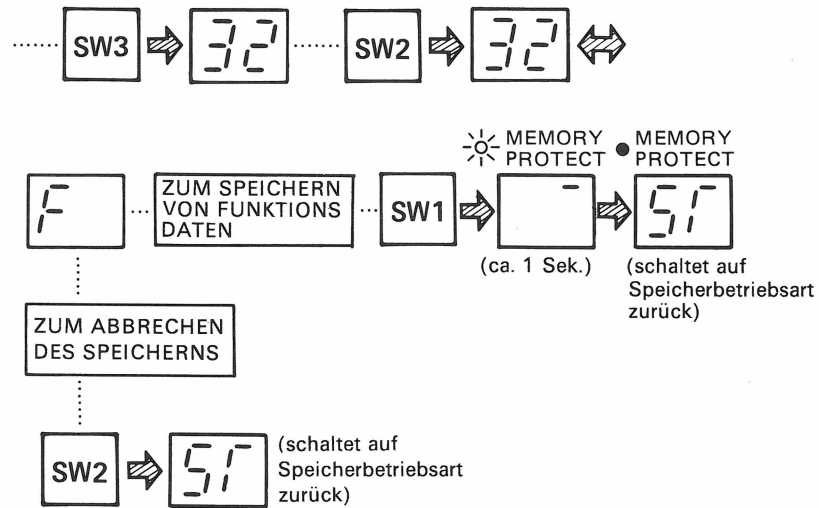 SW3 32 SW2 32
MEMORY PROTECT MEMORY PROTECT
F ZUM SPEICHERN VON FUNKTIONS DATEN SW1 - ST
(ca. 1 Sek.) (schaltet auf Speicherbetriebsart zurück)
ZUM ABBRECHEN
DES SPEICHERNS
SW2 ST (schaltet auf
Speicherbetriebsart
zurück)